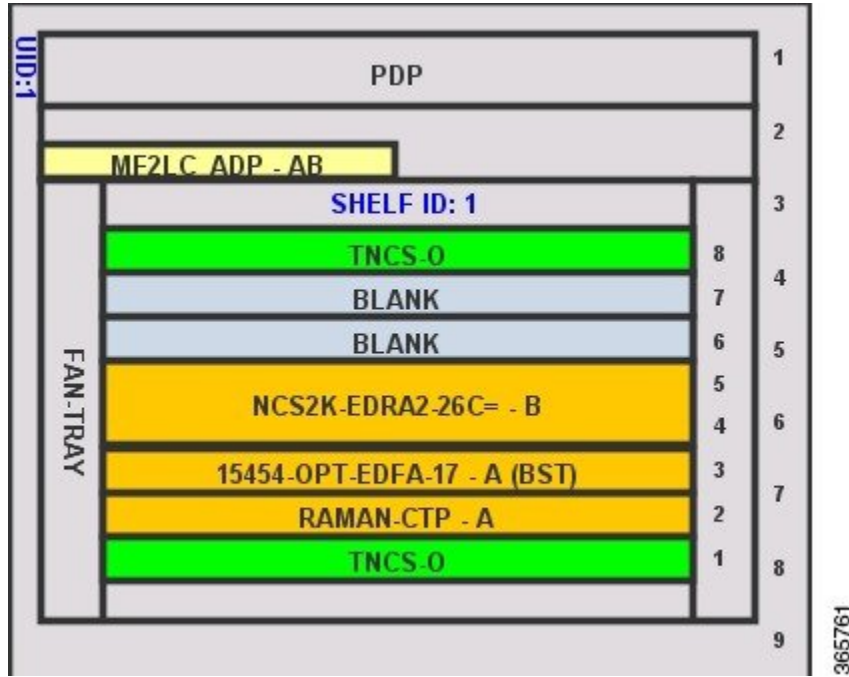 UID:1
PDP
1
2
MF2LC_ADP - AB
SHELF ID: 1
3
TNCS-O
8
4
BLANK
7
BLANK
6
5
FAN-TRAY
NCS2K-EDRA2-26C= - B
5
4
6
15454-OPT-EDFA-17 - A (BST)
3
7
RAMAN-CTP - A
2
TNCS-O
1
8
9
365761